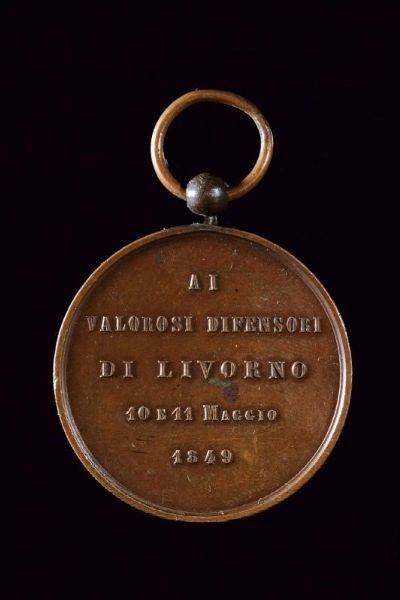 AI
VALOROSI DIFENSORI
DI LIVORNO
10 E 11 MAGGIO
1849